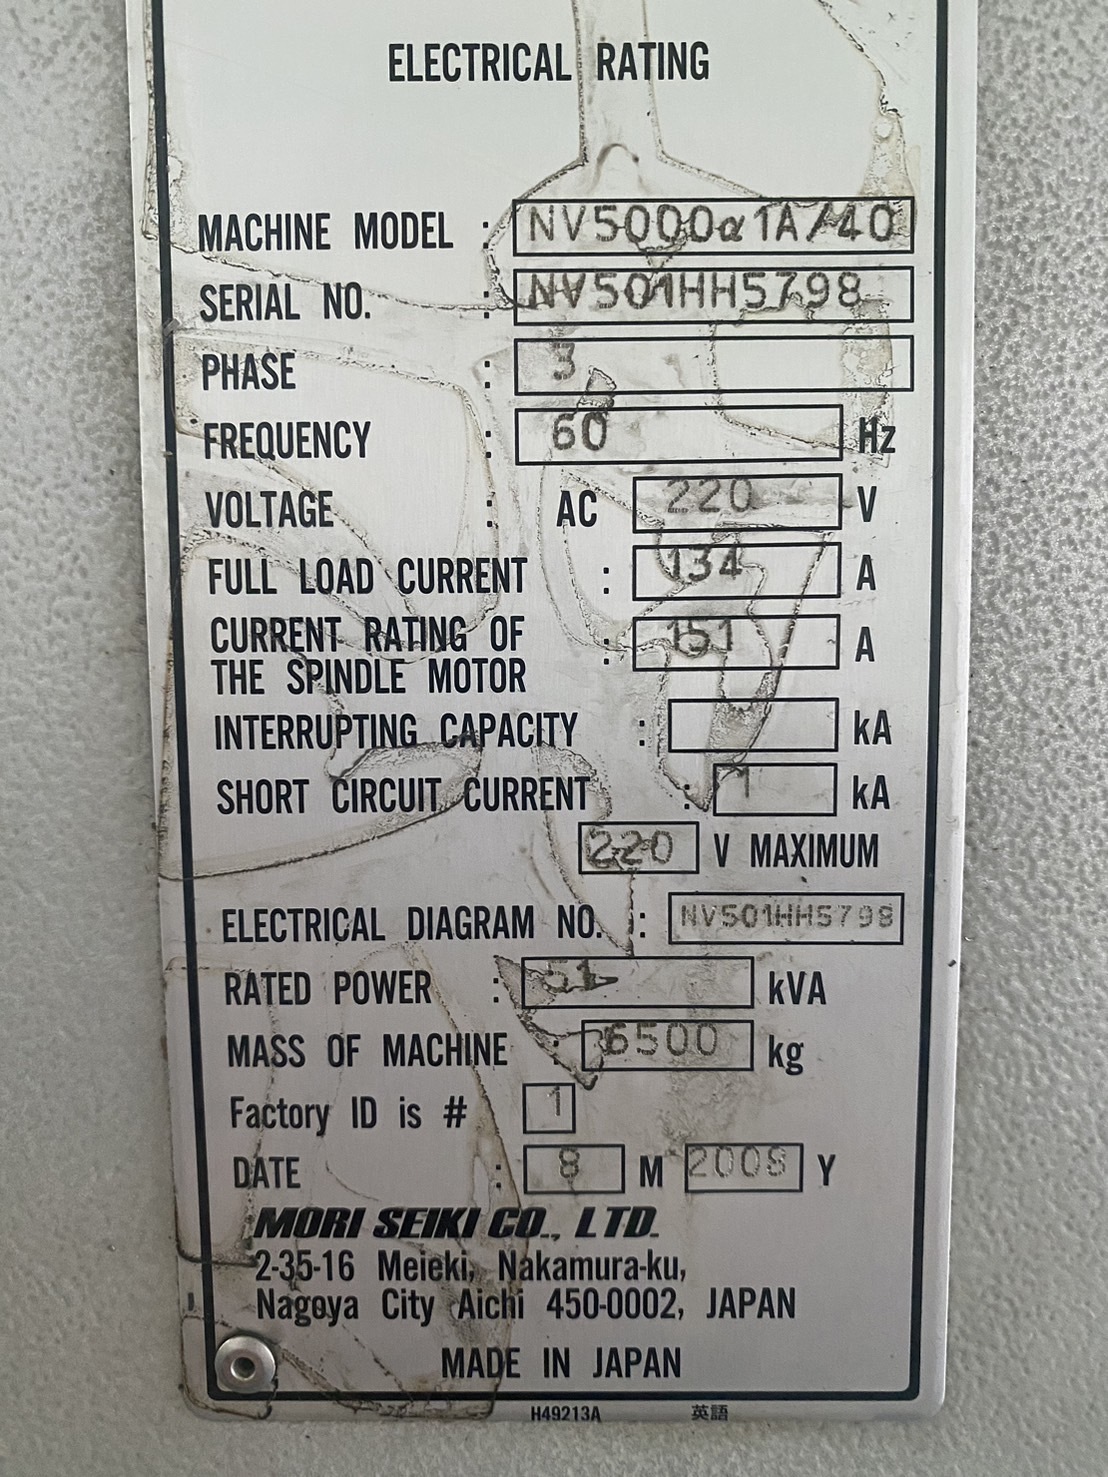 ELECTRICAL RATING
MACHINE MODEL : NV5000α1A/40
SERIAL NO. : NV501HH5798
PHASE : 3
FREQUENCY : 60 Hz
VOLTAGE : AC 220 V
FULL LOAD CURRENT : 134 A
CURRENT RATING OF
THE SPINDLE MOTOR : 151 A
INTERRUPTING CAPACITY : kA
SHORT CIRCUIT CURRENT : 1 kA
220 V MAXIMUM
ELECTRICAL DIAGRAM NO. : NV501HH5798
RATED POWER : 51 kVA
MASS OF MACHINE : 6500 kg
Factory ID is # 1
DATE : 8 M 2008 Y
MORI SEIKI CO., LTD.
2-35-16 Meieki, Nakamura-ku,
Nagoya City Aichi 450-0002, JAPAN
MADE IN JAPAN
H49213A 英語